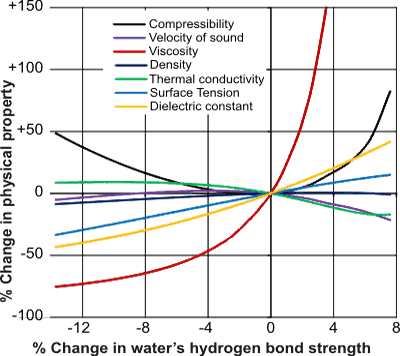 +150
+100
+50
0
-50
-100
% Change in physical property
Compressibility
Velocity of sound
Viscosity
Density
Thermal conductivity
Surface Tension
Dielectric constant
-12 -8 -4 0 4 8
% Change in water's hydrogen bond strength